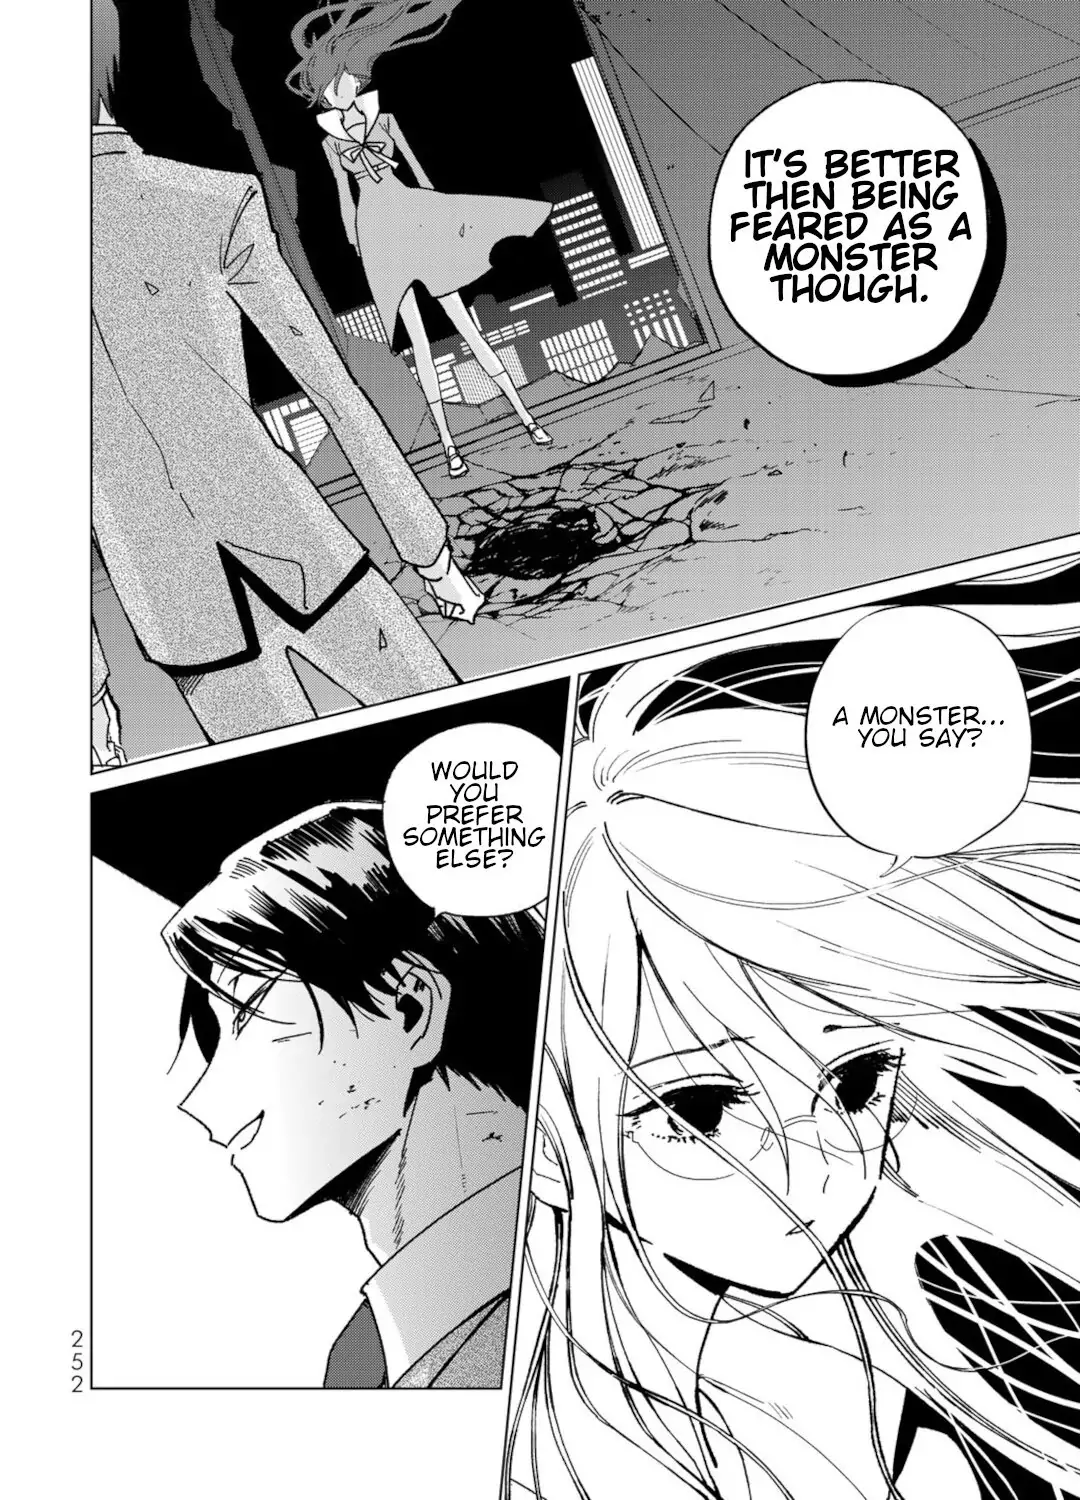 IT'S BETTER
THEN BEING
FEARED AS A
MONSTER
THOUGH.
A MONSTER...
YOU SAY?
WOULD
YOU
PREFER
SOMETHING
ELSE?
252